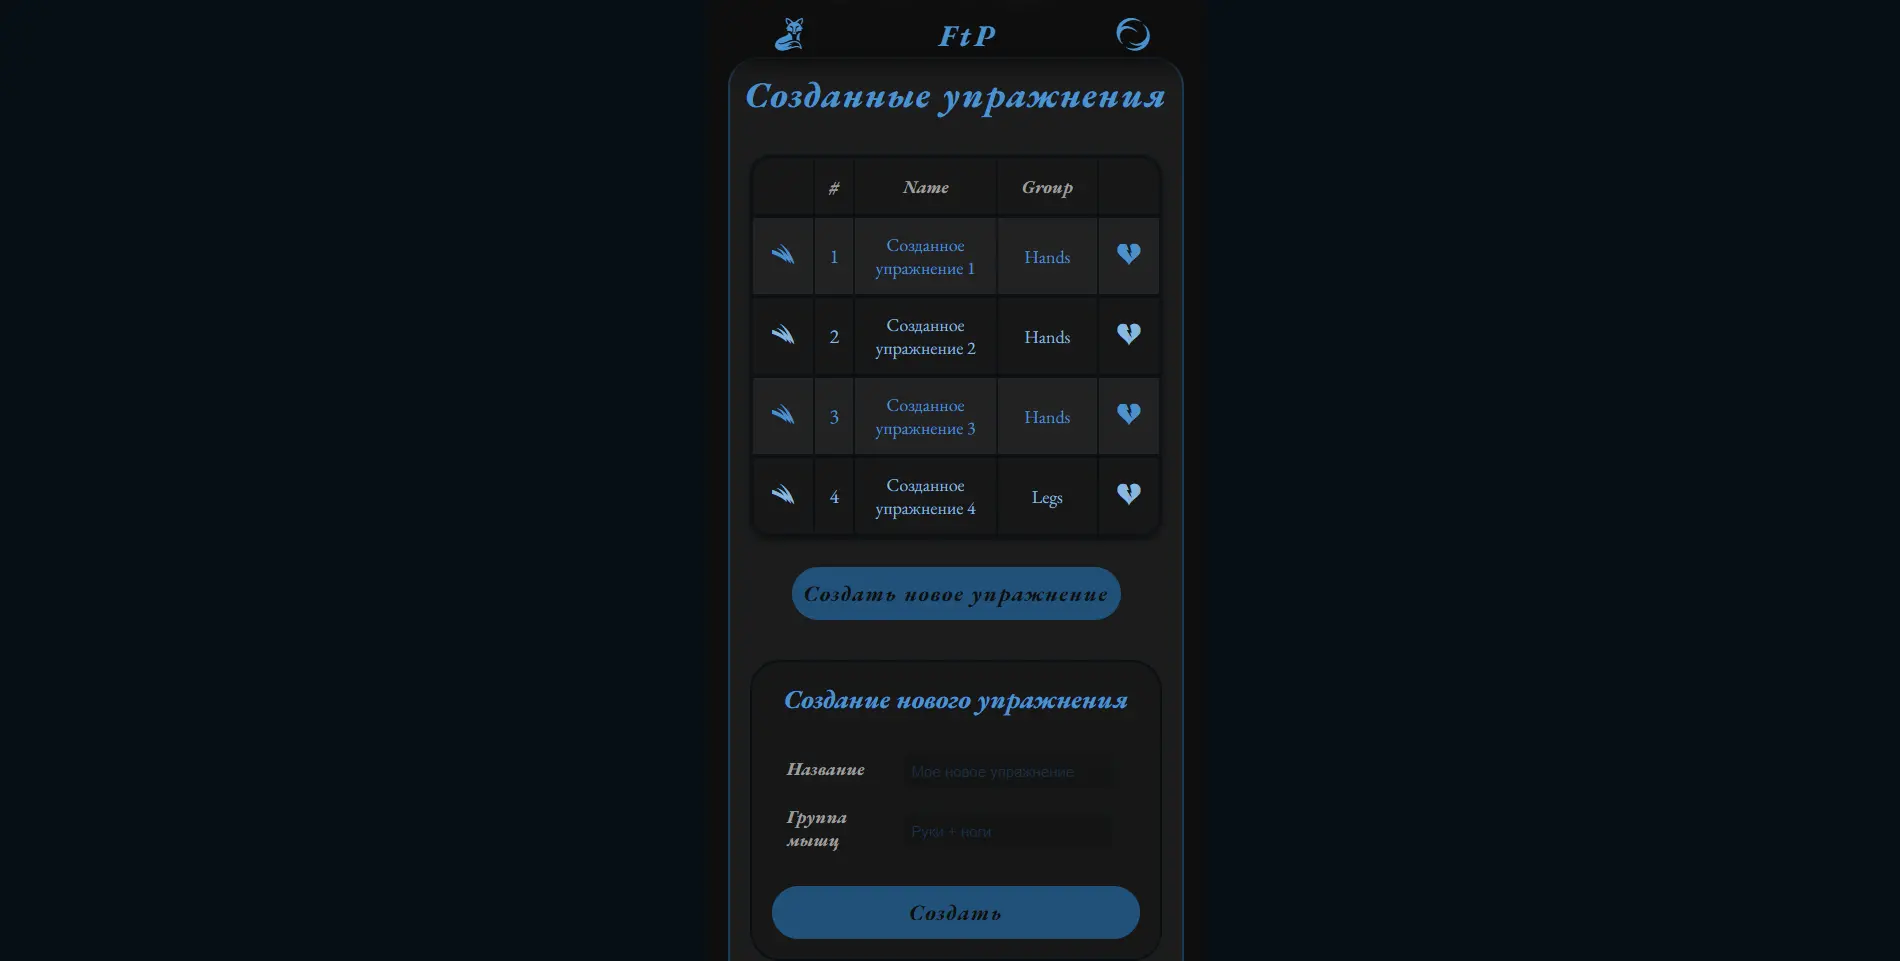 FtP
Созданные упражнения
# Name Group
1 Созданное упражнение 1 Hands
2 Созданное упражнение 2 Hands
3 Созданное упражнение 3 Hands
4 Созданное упражнение 4 Legs
Создать новое упражнение
Создание нового упражнения
Название Мое новое упражнение
Группа мышц Руки + ноги
Создать